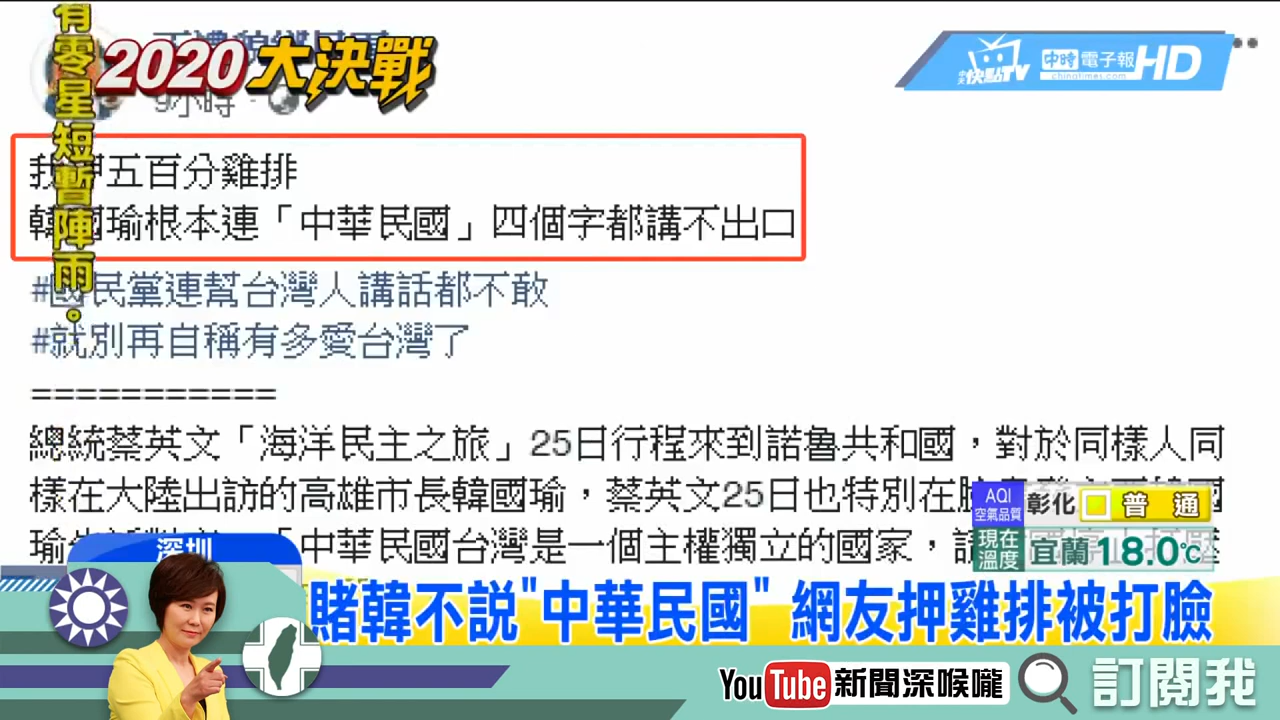 有零星短暫陣雨。
2020大決戰
9小時
快點TV 中時電子報HD
chinatimes.com
我押五百分雞排
韓國瑜根本連「中華民國」四個字都講不出口
#國民黨連幫台灣人講話都不敢
#就別再自稱有多愛台灣了
===========
總統蔡英文「海洋民主之旅」25日行程來到諾魯共和國，對於同樣人同
樣在大陸出訪的高雄市長韓國瑜，蔡英文25日也特別在
AQI
空氣品質
彰化
普通
「中華民國台灣是一個主權獨立的國家，
現在
溫度
宜蘭18.0℃
深圳
賭韓不說"中華民國" 網友押雞排被打臉
YouTube 新聞深喉嚨
訂閱我